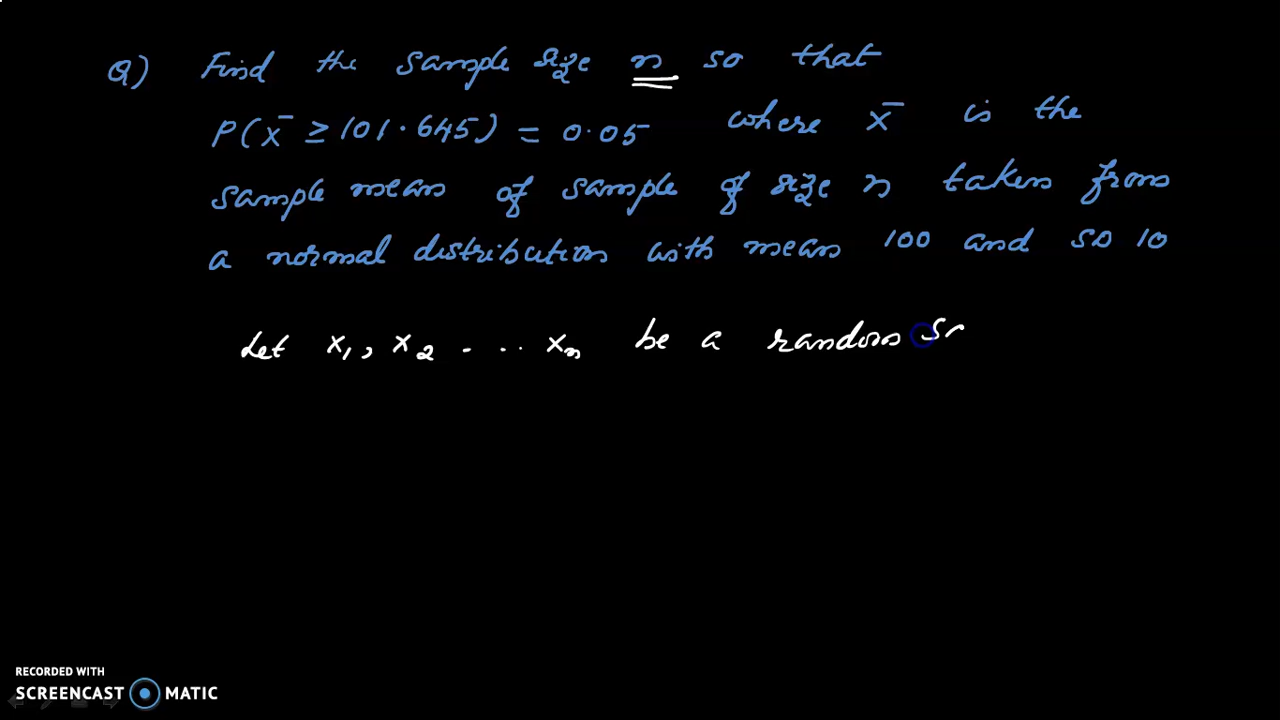 Q) Find the sample size n so that
P(x̄ ≥ 101.645) = 0.05 where x̄ is the
sample mean of sample of size n taken from
a normal distribution with mean 100 and SD 10
Let x₁, x₂ . . . . xₙ be a random sa
RECORDED WITH
SCREENCAST MATIC